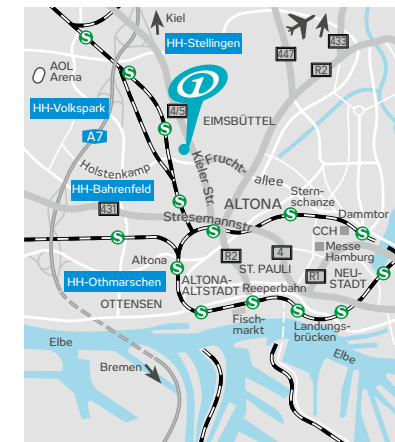 Kiel
HH-Stellingen
S
433
447
R2
S
AOL
Arena
1
HH-Volkspark
4/5
EIMSBÜTTEL
S
A7
Kieler Str.
Frucht-
allee
Holstenkamp
HH-Bahrenfeld
ALTONA
Stern-
schanze
S
431
S
Dammtor
Stresemannstr.
S
S
CCH
S
Messe
Hamburg
Altona
R2
4
ST. PAULI
S
HH-Othmarschen
R1
NEU-
STADT
S
ALTONA-
ALTSTADT
Reeperbahn
OTTENSEN
S
S
S
S
Fisch-
markt
Landungs-
brücken
Elbe
Elbe
Bremen